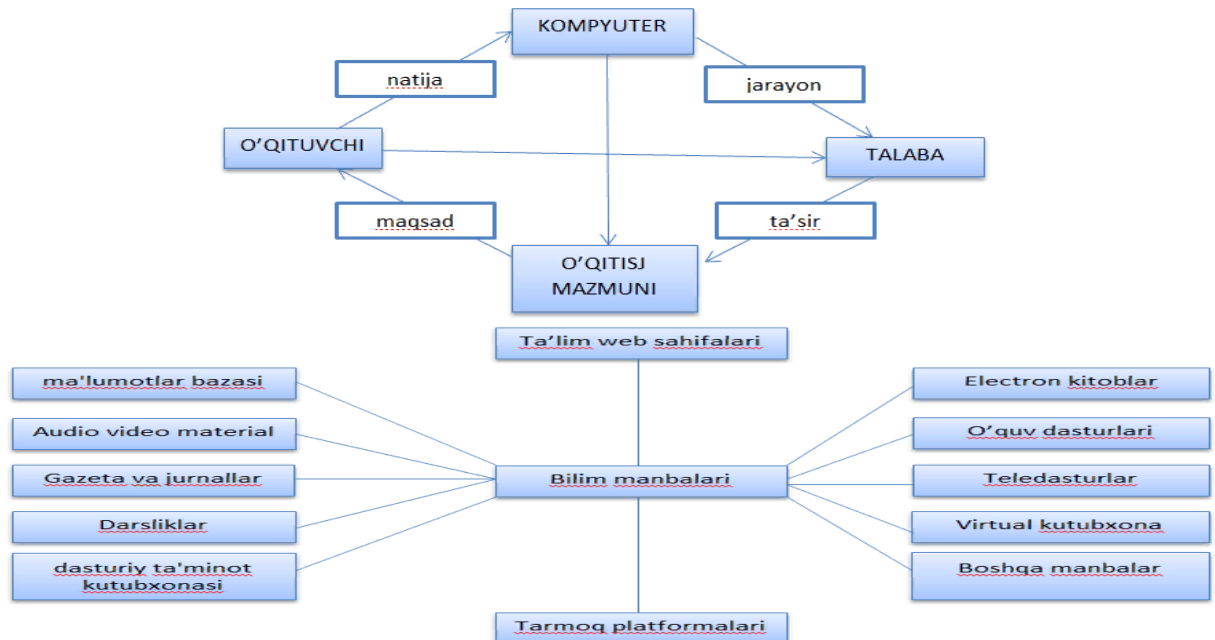 KOMPYUTER
natija
jarayon
O'QITUVCHI
TALABA
maqsad
ta'sir
O'QITISJ
MAZMUNI
Ta'lim web sahifalari
ma'lumotlar bazasi
Electron kitoblar
Audio video material
O'quv dasturlari
Gazeta va jurnallar
Bilim manbalari
Teledasturlar
Darsliklar
Virtual kutubxona
dasturiy ta'minot
kutubxonasi
Boshqa manbalar
Tarmoq platformalari